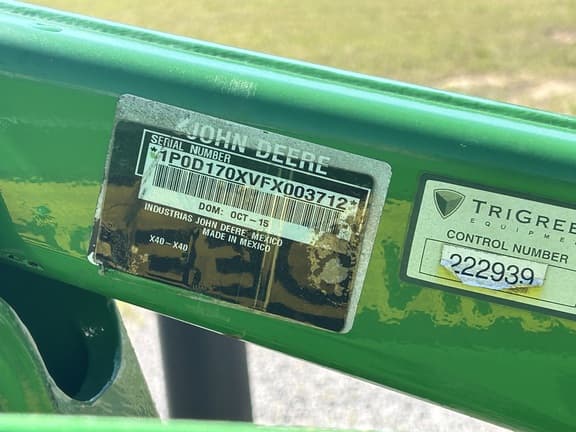 JOHN DEERE
SERIAL NUMBER
*1P0D170XVFX003712*
DOM: OCT-15
INDUSTRIAS JOHN DEERE, MEXICO
MADE IN MEXICO
X40-X40
TRIGREE
EQUIPME
CONTROL NUMBER
222939